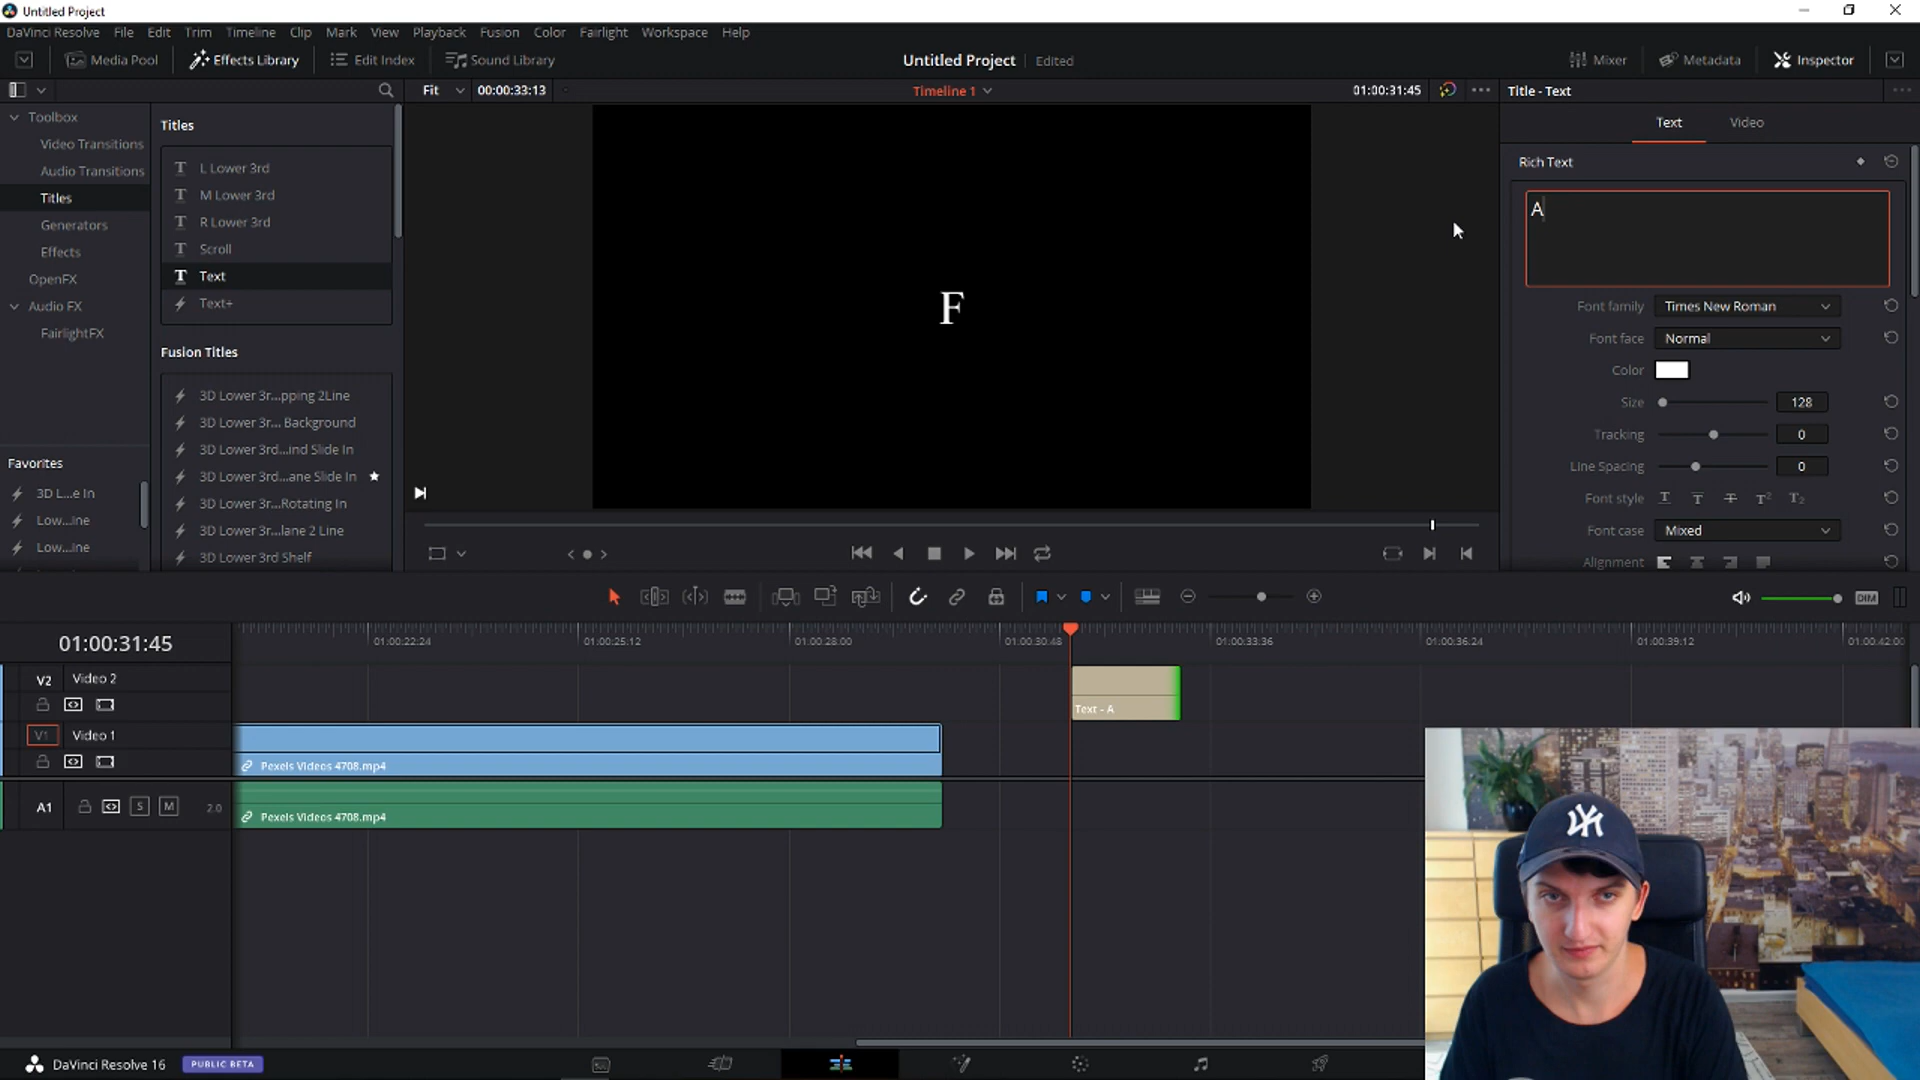 Untitled Project
DaVinci Resolve File Edit Trim Timeline Clip Mark View Playback Fusion Color Fairlight Workspace Help
Media Pool Effects Library Edit Index Sound Library Untitled Project Edited Mixer Metadata Inspector
Fit 00:00:33:13 Timeline 1 01:00:31:45 Title - Text
Toolbox
Video Transitions
Audio Transitions
Titles
Generators
Effects
OpenFX
Audio FX
FairlightFX
Favorites
3D L...e In
Low...ine
Low...ine
Titles
L Lower 3rd
M Lower 3rd
R Lower 3rd
Scroll
Text
Text+
Fusion Titles
3D Lower 3r...pping 2Line
3D Lower 3r... Background
3D Lower 3rd...ind Slide In
3D Lower 3rd...ane Slide In
3D Lower 3r...Rotating In
3D Lower 3r...lane 2 Line
3D Lower 3rd Shelf
F
Text Video
Rich Text
A
Font family Times New Roman
Font face Normal
Color
Size 128
Tracking 0
Line Spacing 0
Font style T T T T² T₂
Font case Mixed
Alignment
DIM
01:00:31:45
01:00:22:24 01:00:25:12 01:00:28:00 01:00:30:48 01:00:33:36 01:00:36:24 01:00:39:12 01:00:42:00
V2 Video 2
Text - A
V1 Video 1
Pexels Videos 4708.mp4
A1 S M 2.0
Pexels Videos 4708.mp4
NY
DaVinci Resolve 16 PUBLIC BETA